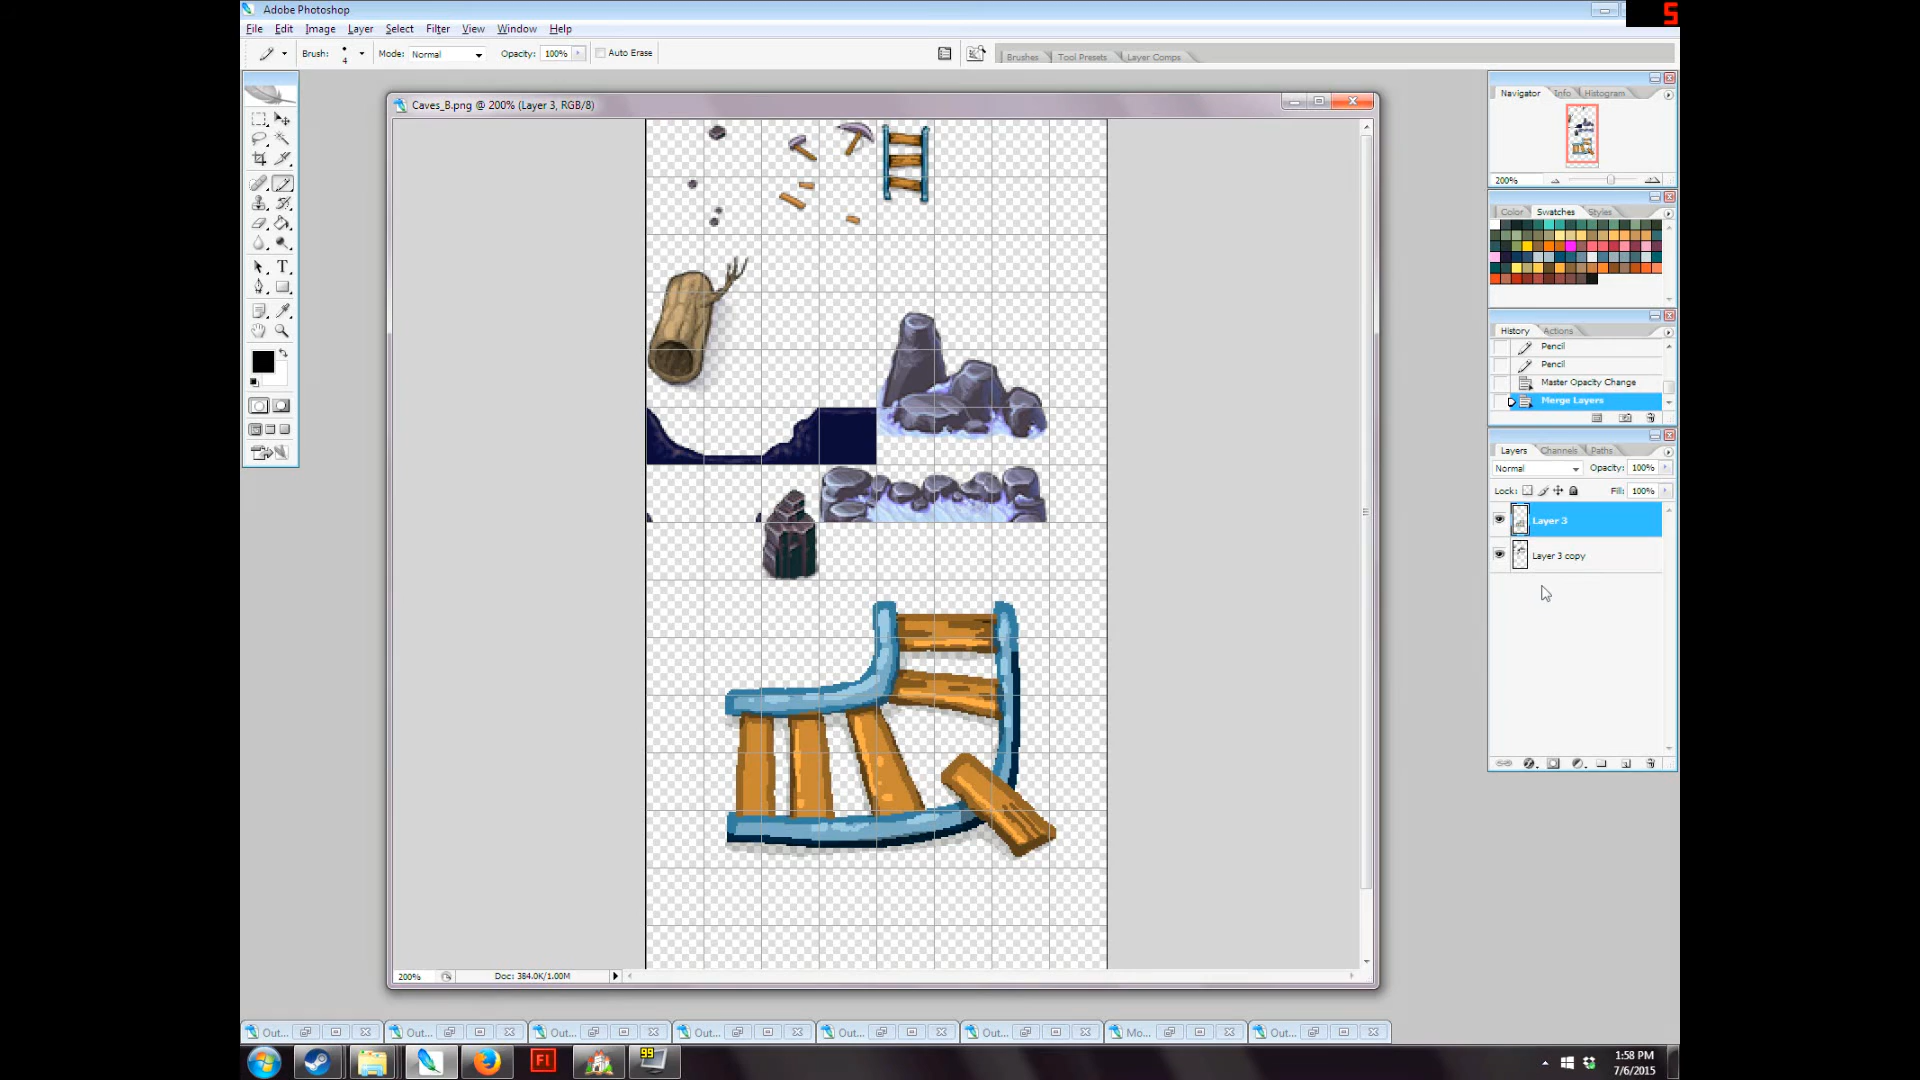 Adobe Photoshop
5
File Edit Image Layer Select Filter View Window Help
Brush: 4 Mode: Normal Opacity: 100% Auto Erase
Brushes Tool Presets Layer Comps
Caves_B.png @ 200% (Layer 3, RGB/8)
Navigator Info Histogram
200%
Color Swatches Styles
History Actions
Pencil
Pencil
Master Opacity Change
Merge Layers
Layers Channels Paths
Normal Opacity: 100%
Lock: Fill: 100%
Layer 3
Layer 3 copy
200% Doc: 384.0K/1.00M
Out... Out... Out... Out... Out... Out... Mo... Out...
Fl
99
1:58 PM
7/6/2015